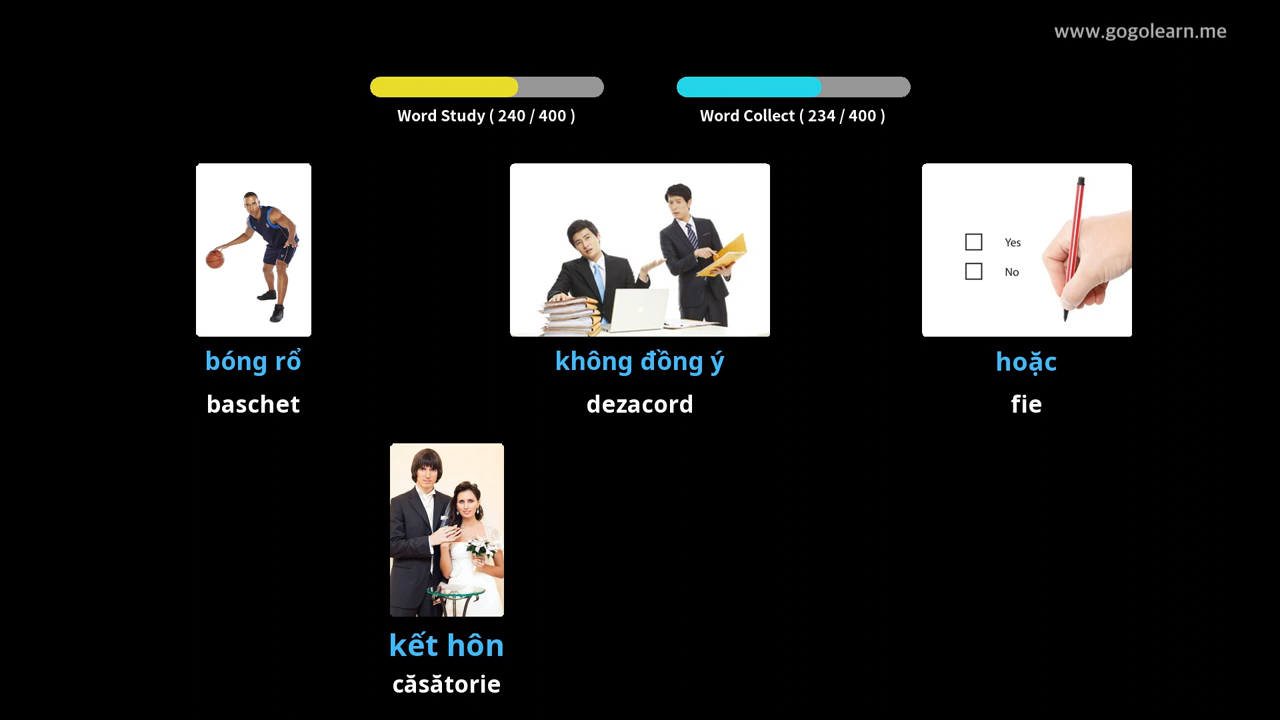 www.gogolearn.me
Word Study ( 240 / 400 )
Word Collect ( 234 / 400 )
Yes
No
bóng rổ
không đồng ý
hoặc
baschet
dezacord
fie
kết hôn
căsătorie